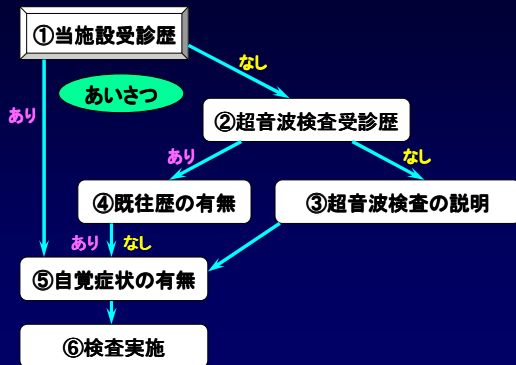 ①当施設受診歴
なし
あいさつ
あり
②超音波検査受診歴
あり
なし
④既往歴の有無
③超音波検査の説明
あり なし
⑤自覚症状の有無
⑥検査実施